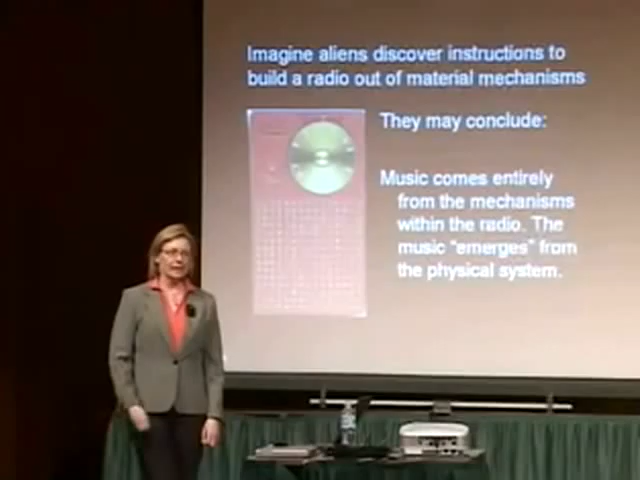 Imagine aliens discover instructions to
build a radio out of material mechanisms
They may conclude:
Music comes entirely
from the mechanisms
within the radio. The
music "emerges" from
the physical system.